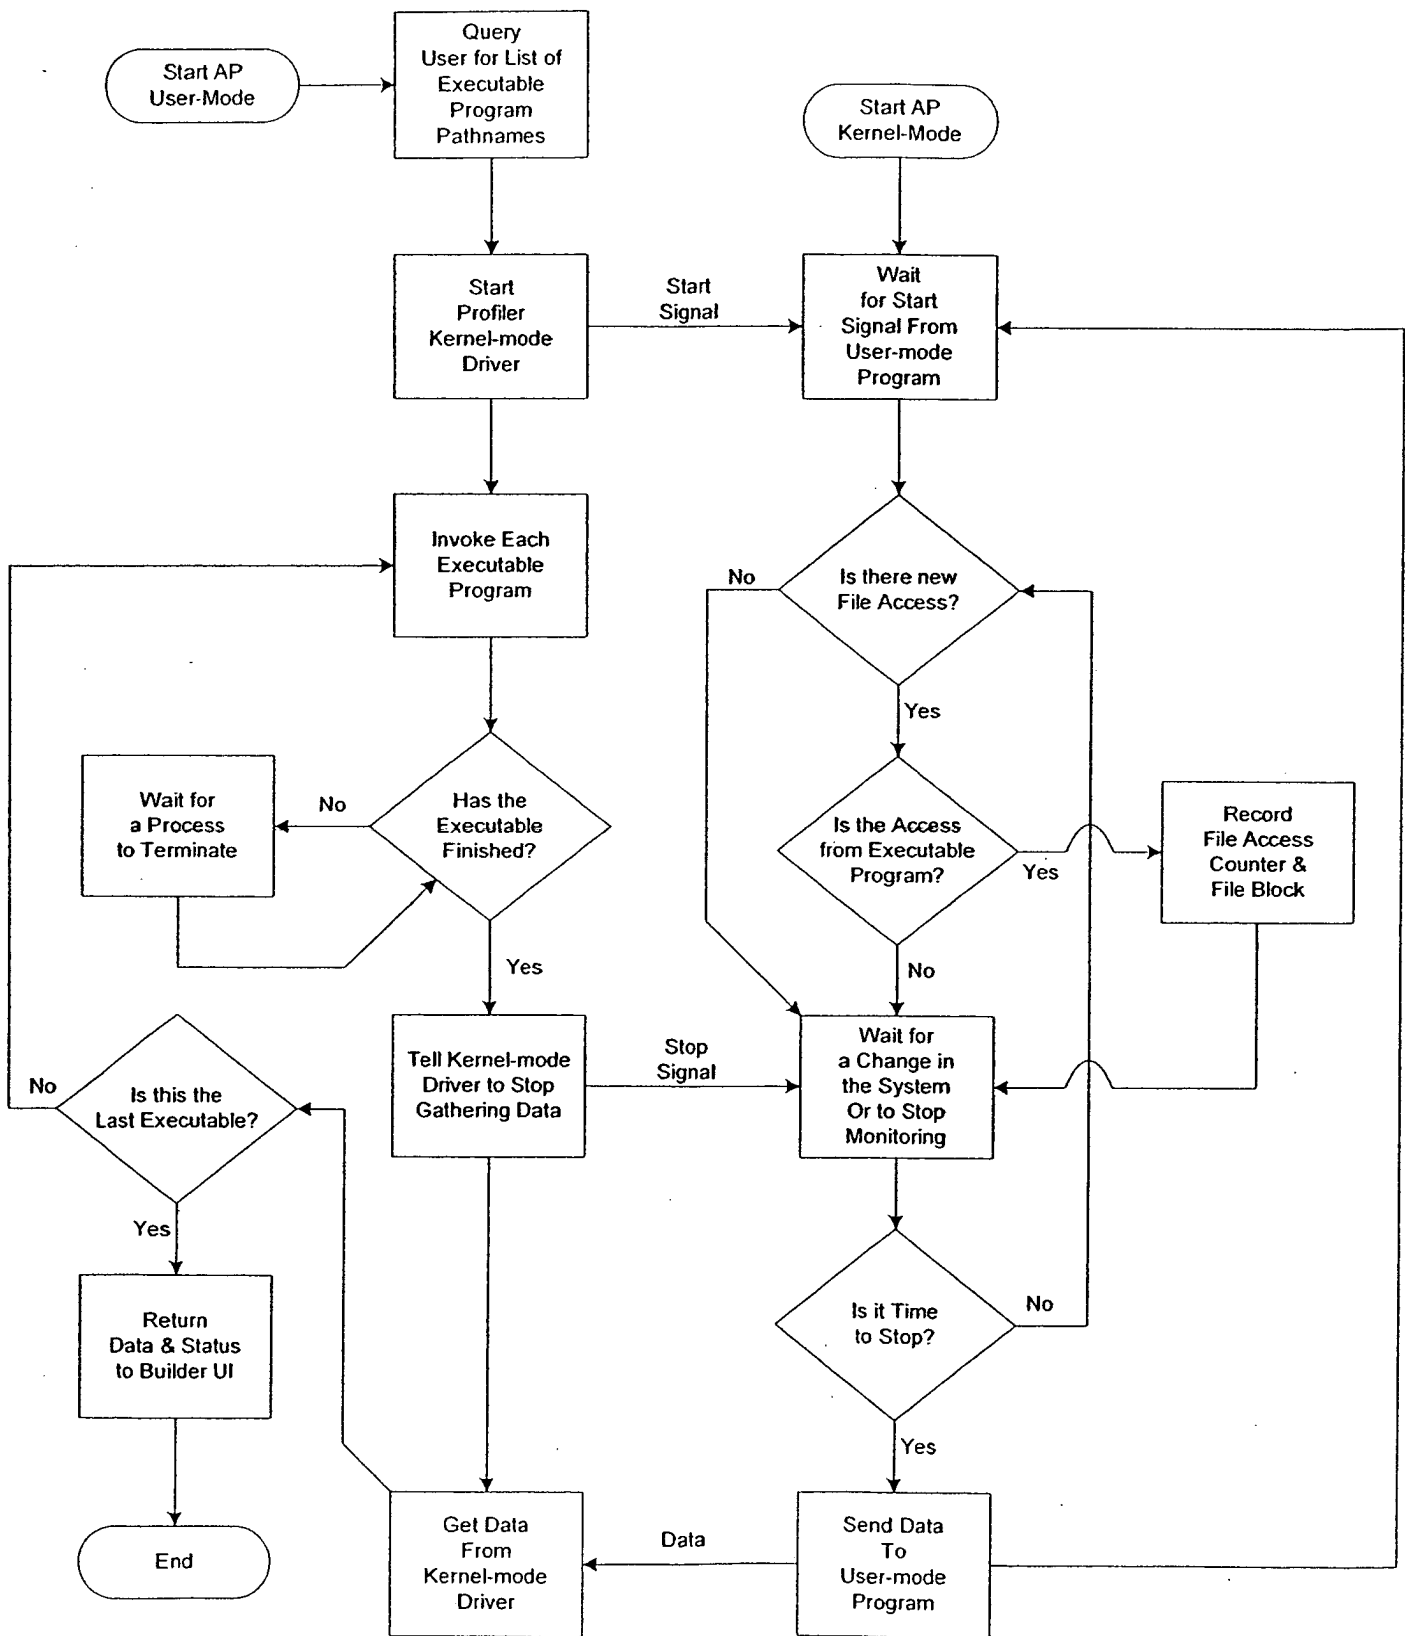 Start AP
User-Mode
Query
User for List of
Executable
Program
Pathnames
Start AP
Kernel-Mode
Start
Profiler
Kernel-mode
Driver
Start
Signal
Wait
for Start
Signal From
User-mode
Program
Invoke Each
Executable
Program
No
Is there new
File Access?
Yes
Wait for
a Process
to Terminate
No
Has the
Executable
Finished?
Yes
Is the Access
from Executable
Program?
Yes
No
Record
File Access
Counter &
File Block
No
Is this the
Last Executable?
Yes
Tell Kernel-mode
Driver to Stop
Gathering Data
Stop
Signal
Wait for
a Change in
the System
Or to Stop
Monitoring
Is it Time
to Stop?
No
Yes
Return
Data & Status
to Builder UI
End
Get Data
From
Kernel-mode
Driver
Data
Send Data
To
User-mode
Program